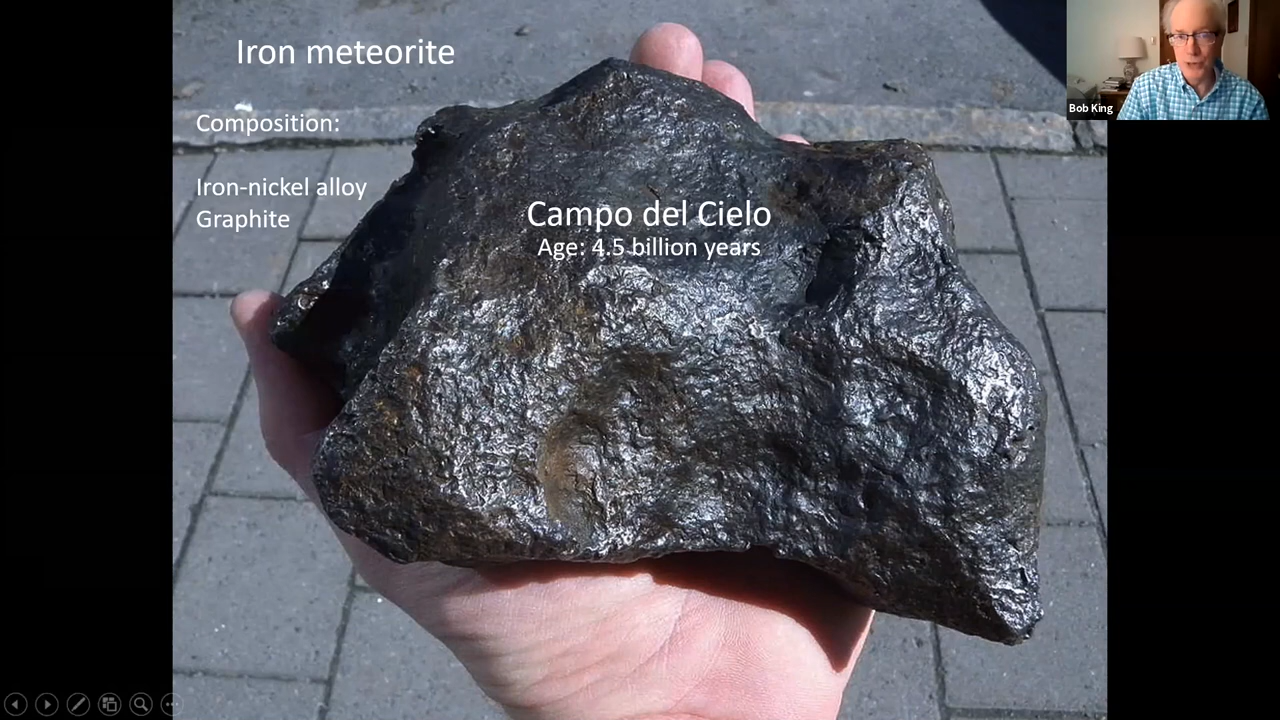 Iron meteorite
Composition:
Iron-nickel alloy
Graphite
Campo del Cielo
Age: 4.5 billion years
Bob King